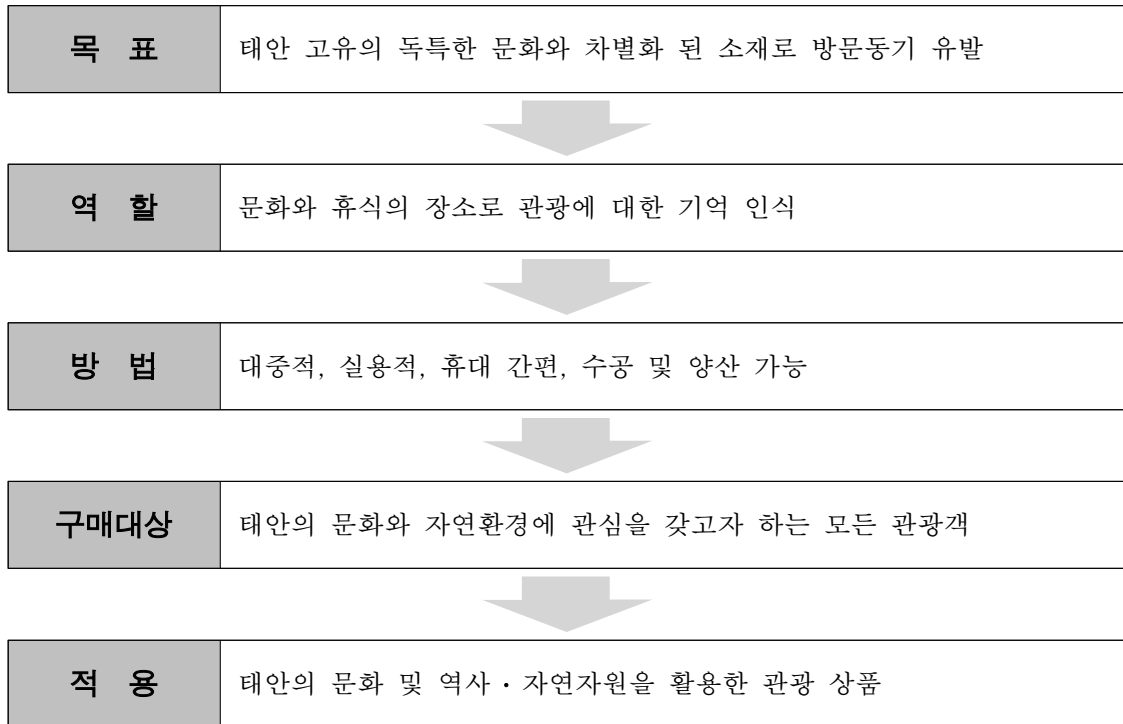 목 표
태안 고유의 독특한 문화와 차별화 된 소재로 방문동기 유발
역 할
문화와 휴식의 장소로 관광에 대한 기억 인식
방 법
대중적, 실용적, 휴대 간편, 수공 및 양산 가능
구매대상
태안의 문화와 자연환경에 관심을 갖고자 하는 모든 관광객
적 용
태안의 문화 및 역사·자연자원을 활용한 관광 상품